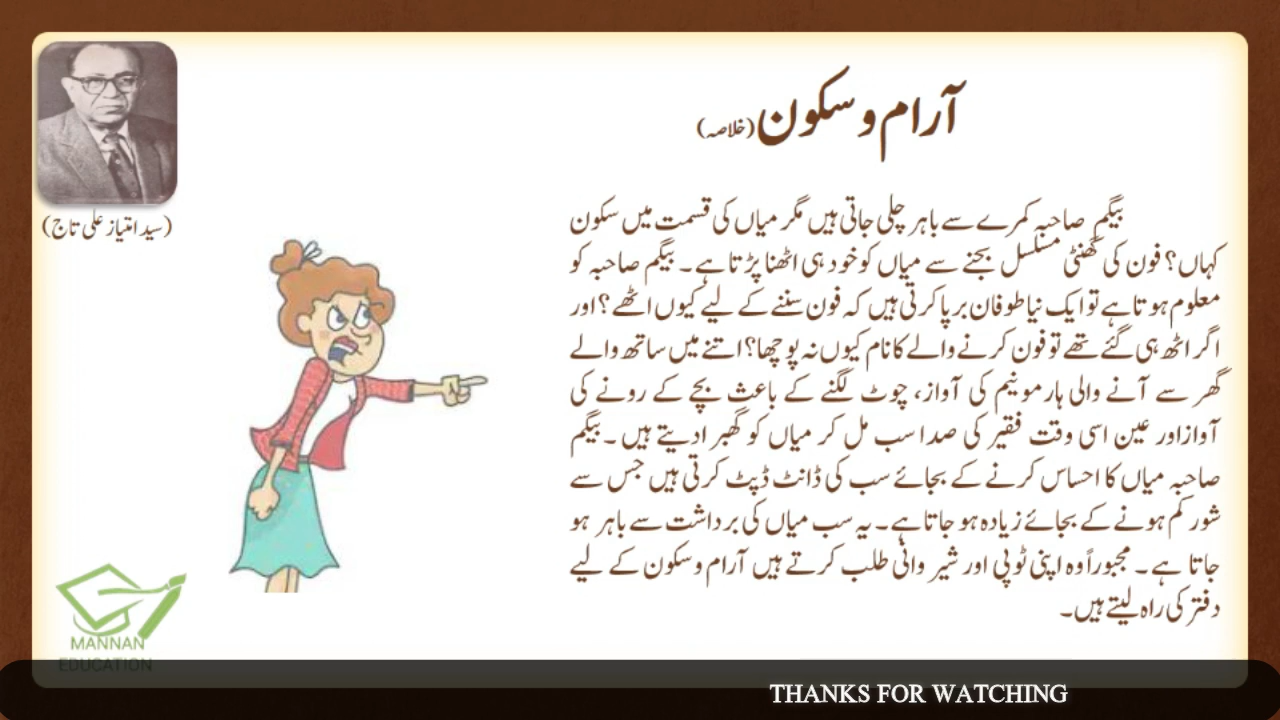 آرام و سکون (خلاصہ)
(سید امتیاز علی تاج)
بیگم صاحبہ کمرے سے باہر چلی جاتی ہیں مگر میاں کی قسمت میں سکون
کہاں؟ فون کی گھنٹی مسلسل بجنے سے میاں کو خود ہی اٹھنا پڑتا ہے۔ بیگم صاحبہ کو
معلوم ہوتا ہے تو ایک نیا طوفان برپا کرتی ہیں کہ فون سننے کے لیے کیوں اٹھے؟ اور
اگر اٹھ ہی گئے تھے تو فون کرنے والے کا نام کیوں نہ پوچھا؟ اتنے میں ساتھ والے
گھر سے آنے والی ہارمونیم کی آواز، چوٹ لگنے کے باعث بچے کے رونے کی
آواز اور عین اسی وقت فقیر کی صدا سب مل کر میاں کو گھبرا دیتے ہیں۔ بیگم
صاحبہ میاں کا احساس کرنے کے بجائے سب کی ڈانٹ ڈپٹ کرتی ہیں جس سے
شور کم ہونے کے بجائے زیادہ ہو جاتا ہے۔ یہ سب میاں کی برداشت سے باہر ہو
جاتا ہے۔ مجبوراً وہ اپنی ٹوپی اور شیروانی طلب کرتے ہیں آرام و سکون کے لیے
دفتر کی راہ لیتے ہیں۔
MANNAN
EDUCATION
THANKS FOR WATCHING